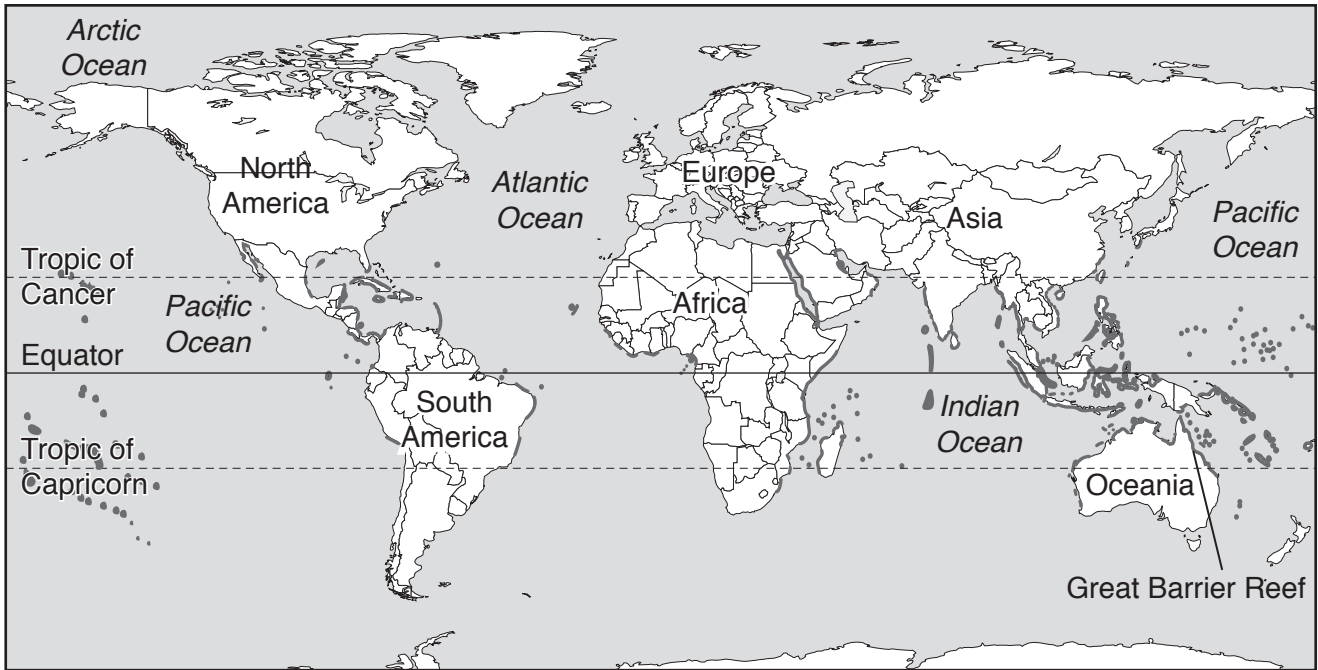 Arctic
Ocean
North
America
Atlantic
Ocean
Europe
Asia
Pacific
Ocean
Tropic of
Cancer
Pacific
Ocean
Africa
Equator
South
America
Indian
Ocean
Tropic of
Capricorn
Oceania
Great Barrier Reef